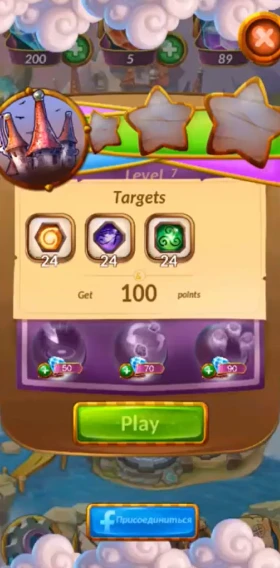 200 5 89
Level 7
Targets
24 24 24
Get 100 points
50 70 90
Play
f Присоединиться